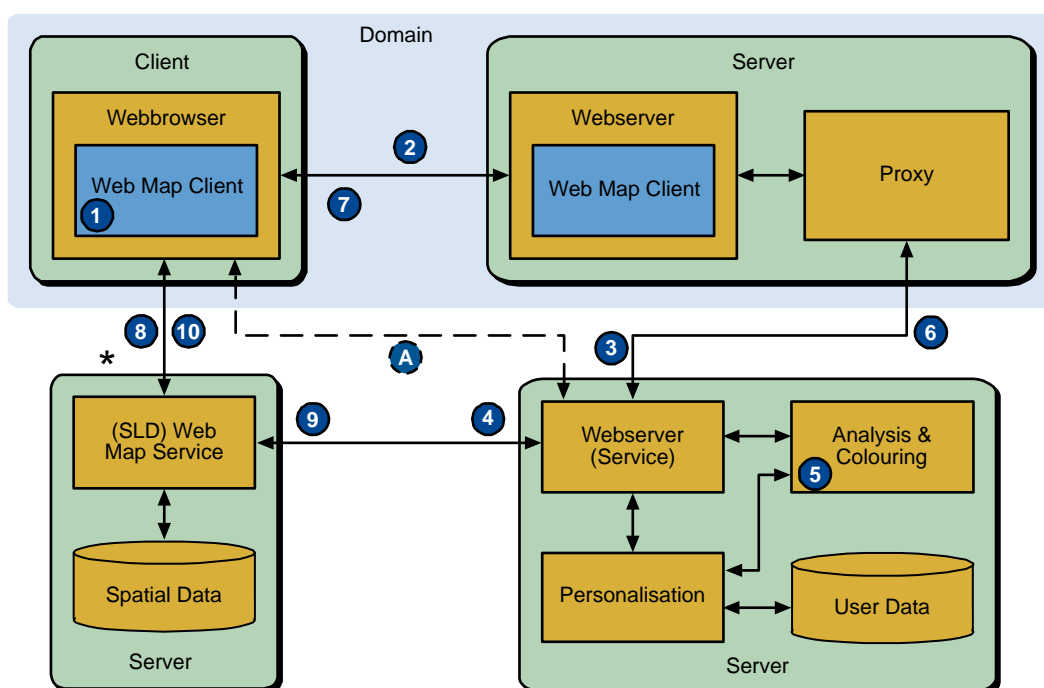 Domain
Client
Server
Webbrowser
Webserver
Web Map Client
1
2
7
Web Map Client
Proxy
8
10
*
A
3
6
(SLD) Web
Map Service
9
4
Webserver
(Service)
Analysis &
Colouring
5
Spatial Data
Personalisation
User Data
Server
Server